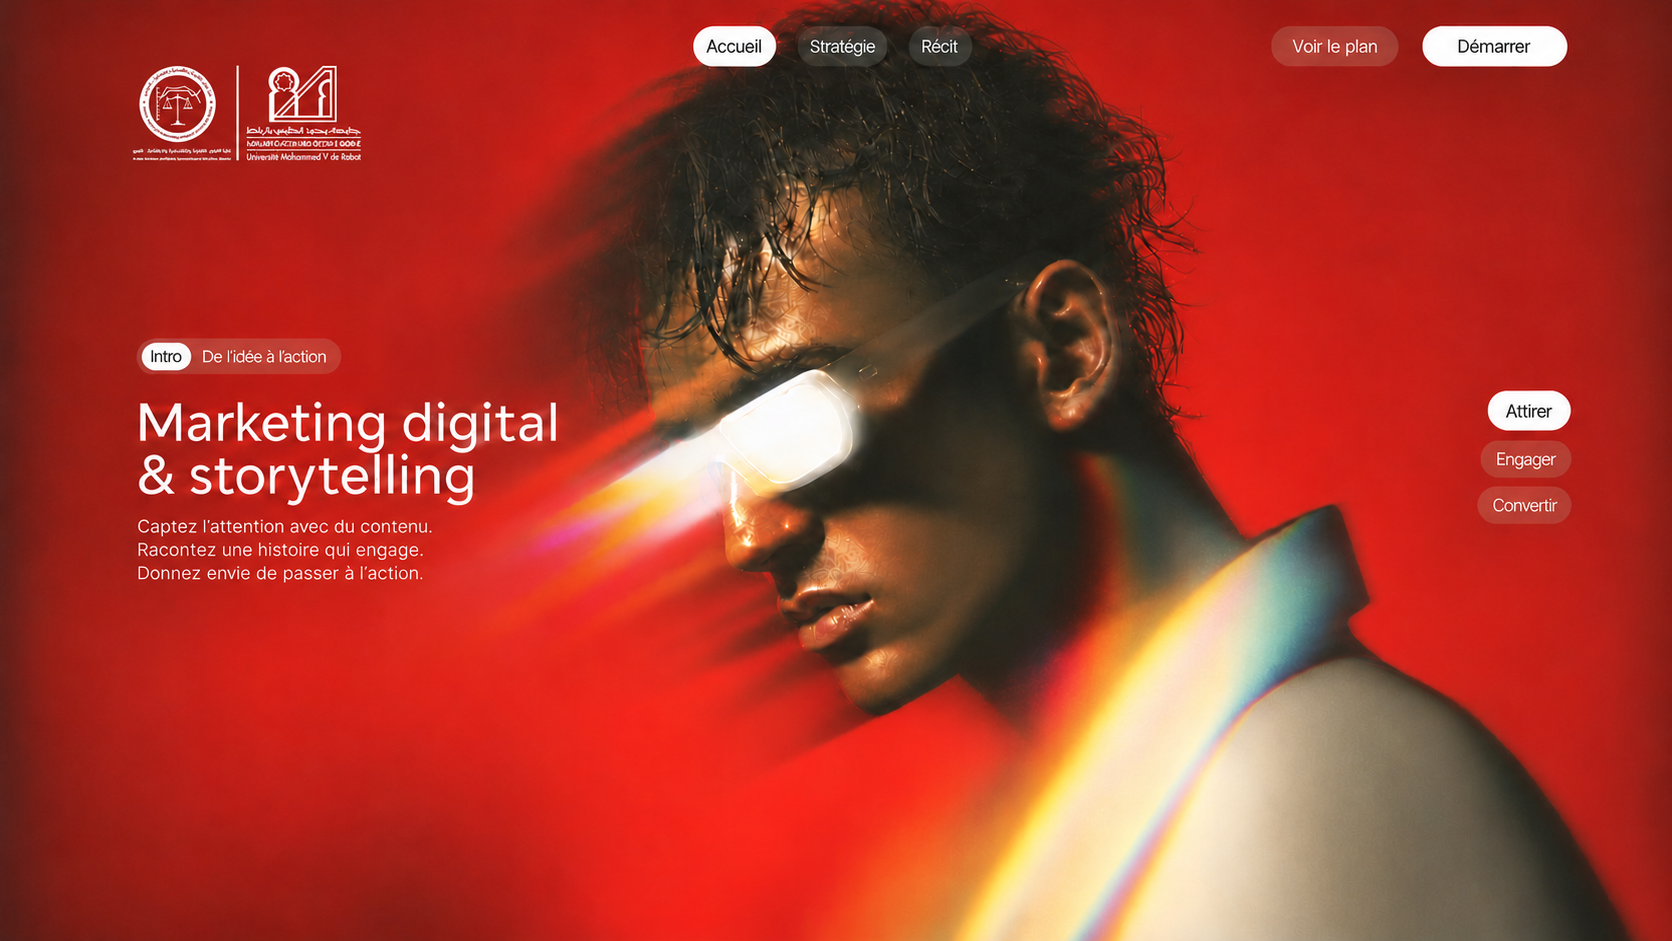 Accueil
Stratégie
Récit
Voir le plan
Démarrer
Université Mohammed V de Rabat
Intro
De l'idée à l'action
Marketing digital
& storytelling
Captez l'attention avec du contenu.
Racontez une histoire qui engage.
Donnez envie de passer à l'action.
Attirer
Engager
Convertir